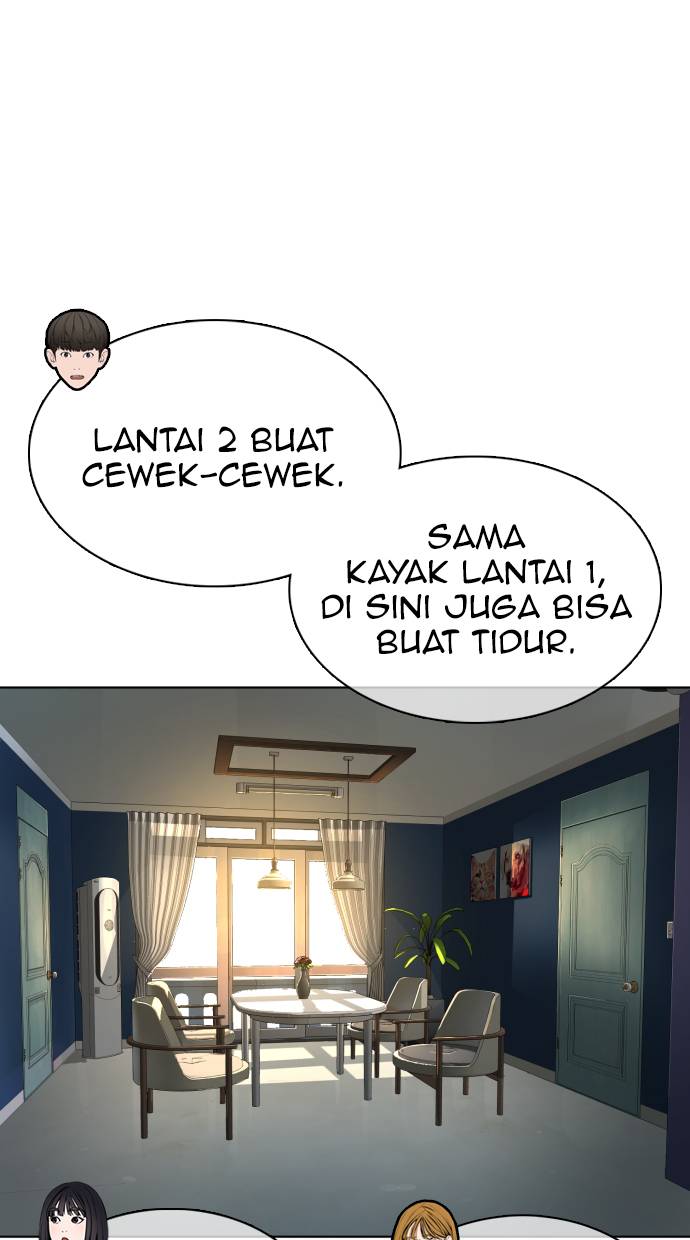 LANTAI 2 BUAT
CEWEK-CEWEK.
SAMA
KAYAK LANTAI 1,
DI SINI JUGA BISA
BUAT TIDUR.